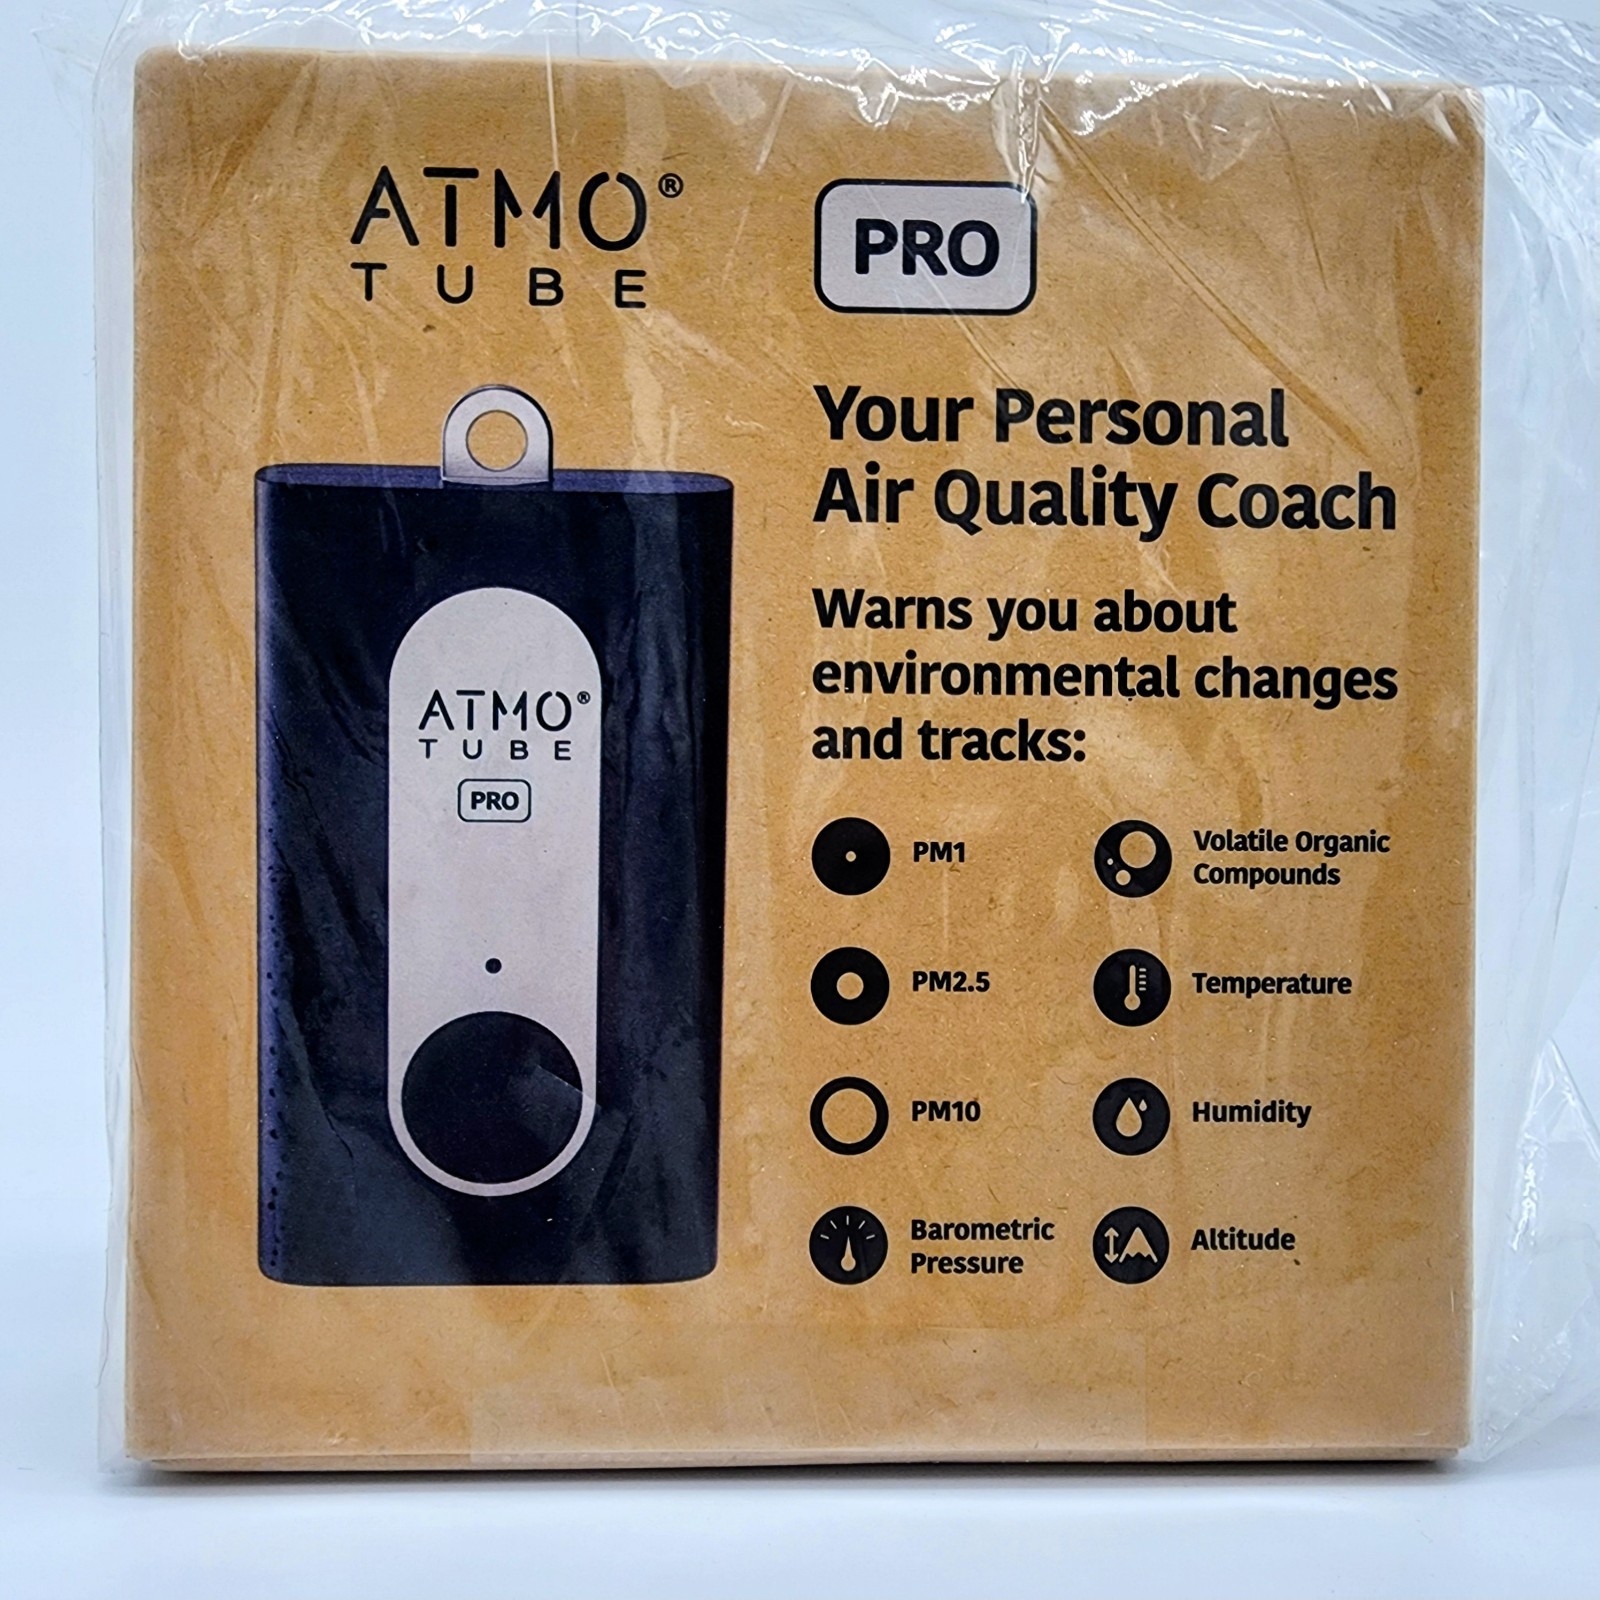 ATMO®
TUBE
PRO
Your Personal
Air Quality Coach
Warns you about
environmental changes
and tracks:
PM1
Volatile Organic
Compounds
PM2.5
Temperature
PM10
Humidity
Barometric
Pressure
Altitude
ATMO®
TUBE
PRO